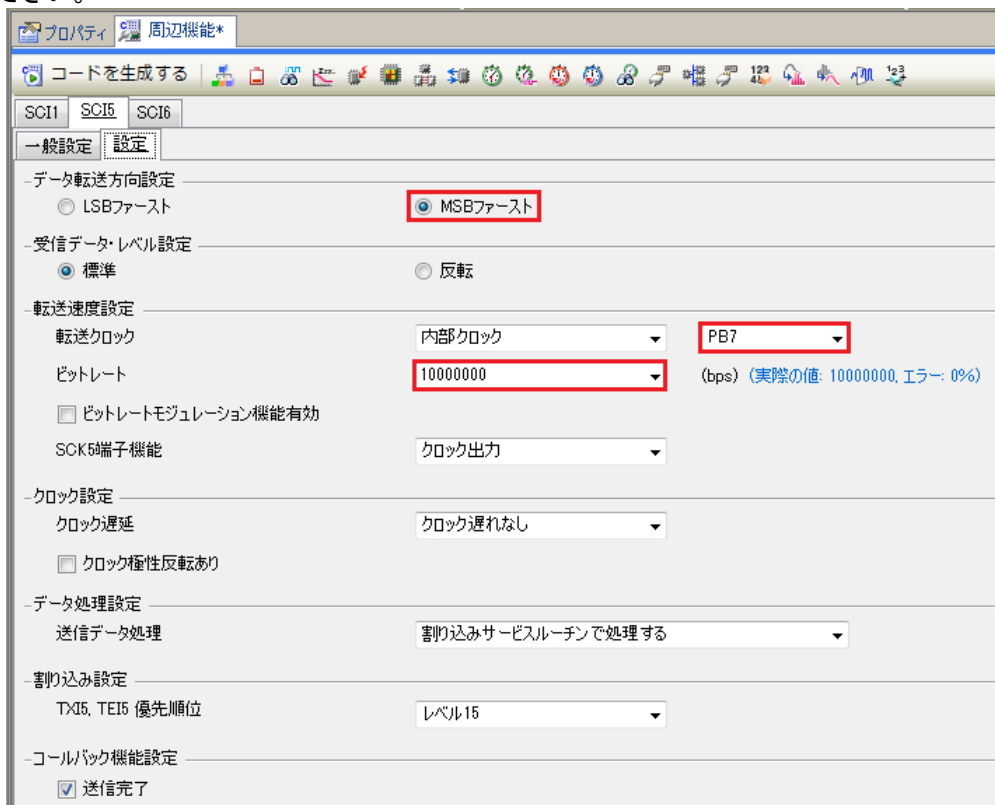 ださい。
プロパティ 周辺機能*
コードを生成する
SCI1 SCI5 SCI6
一般設定 設定
データ転送方向設定
LSBファースト MSBファースト
受信データ・レベル設定
標準 反転
転送速度設定
転送クロック 内部クロック PB7
ビットレート 10000000 (bps) (実際の値: 10000000, エラー: 0%)
ビットレートモジュレーション機能有効
SCK5端子機能 クロック出力
クロック設定
クロック遅延 クロック遅れなし
クロック極性反転あり
データ処理設定
送信データ処理 割り込みサービスルーチンで処理する
割り込み設定
TXI5, TEI5 優先順位 レベル15
コールバック機能設定
送信完了